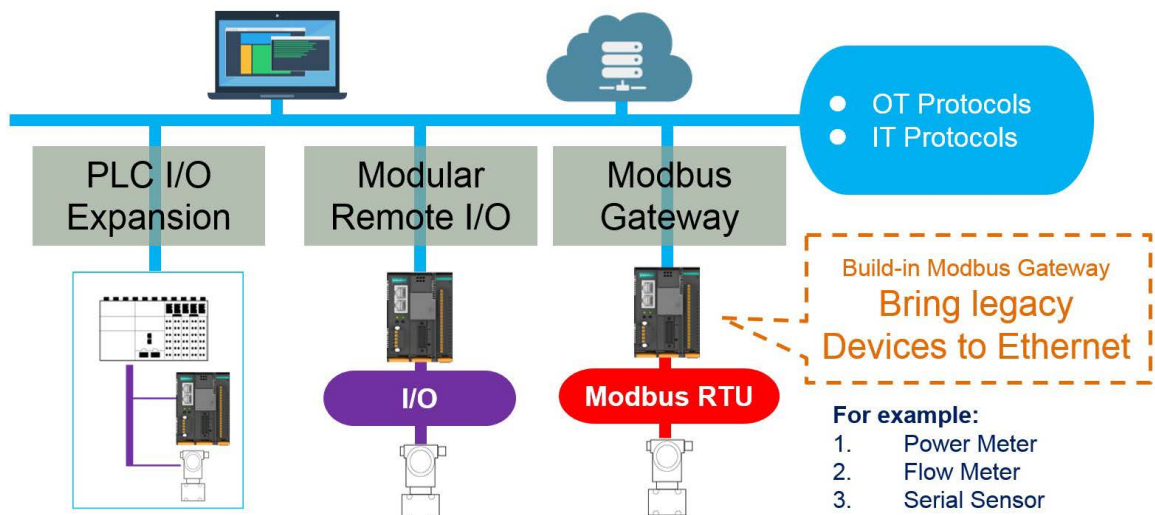 OT Protocols
IT Protocols
PLC I/O
Expansion
Modular
Remote I/O
Modbus
Gateway
Build-in Modbus Gateway
Bring legacy
Devices to Ethernet
I/O
Modbus RTU
For example:
1. Power Meter
2. Flow Meter
3. Serial Sensor